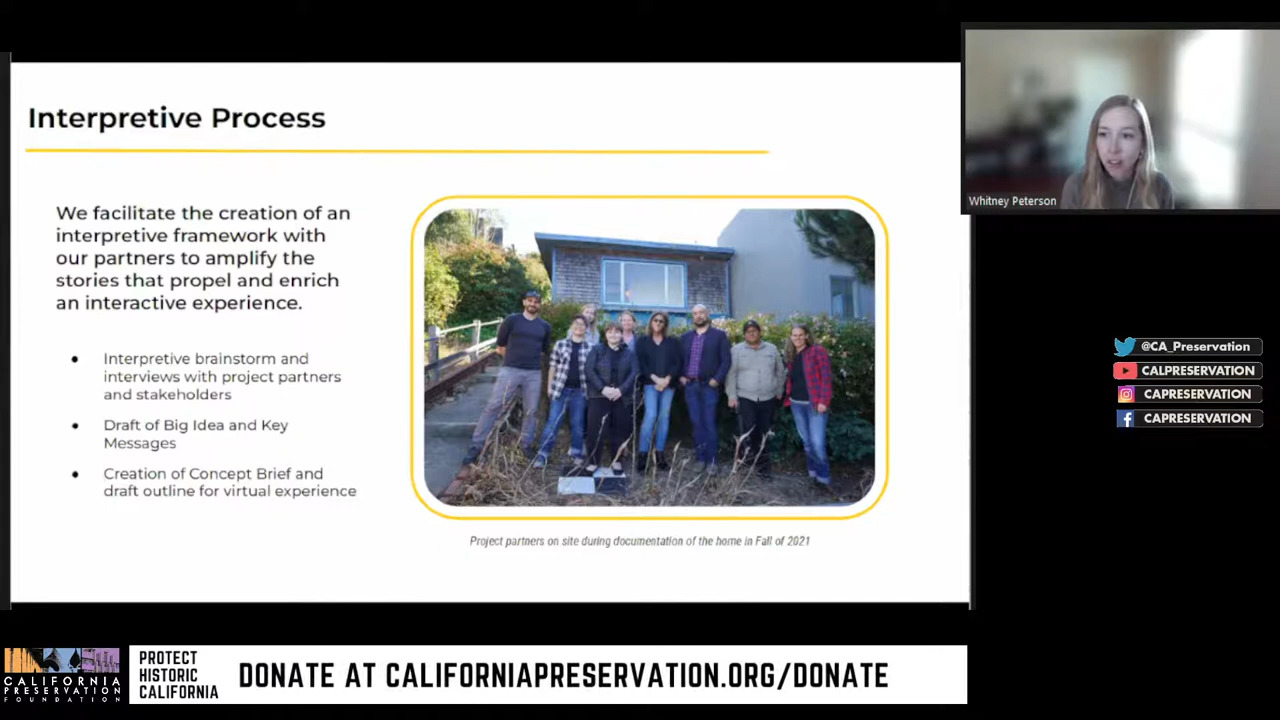 Interpretive Process
We facilitate the creation of an
interpretive framework with
our partners to amplify the
stories that propel and enrich
an interactive experience.
● Interpretive brainstorm and
interviews with project partners
and stakeholders
● Draft of Big Idea and Key
Messages
● Creation of Concept Brief and
draft outline for virtual experience
Project partners on site during documentation of the home in Fall of 2021
Whitney Peterson
@CA_Preservation
CALPRESERVATION
CAPRESERVATION
CAPRESERVATION
CALIFORNIA
PRESERVATION
FOUNDATION
PROTECT
HISTORIC
CALIFORNIA
DONATE AT CALIFORNIAPRESERVATION.ORG/DONATE